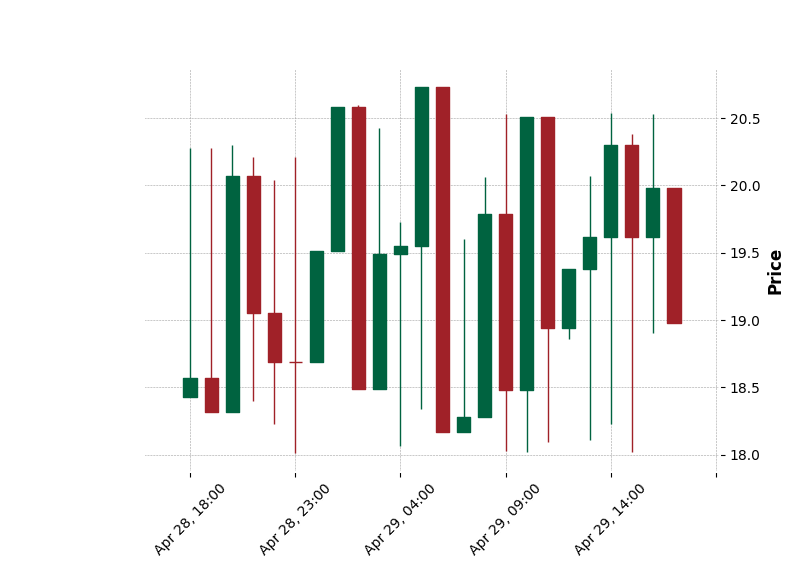 20.5
20.0
19.5
19.0
18.5
18.0
Price
Apr 28, 18:00
Apr 28, 23:00
Apr 29, 04:00
Apr 29, 09:00
Apr 29, 14:00